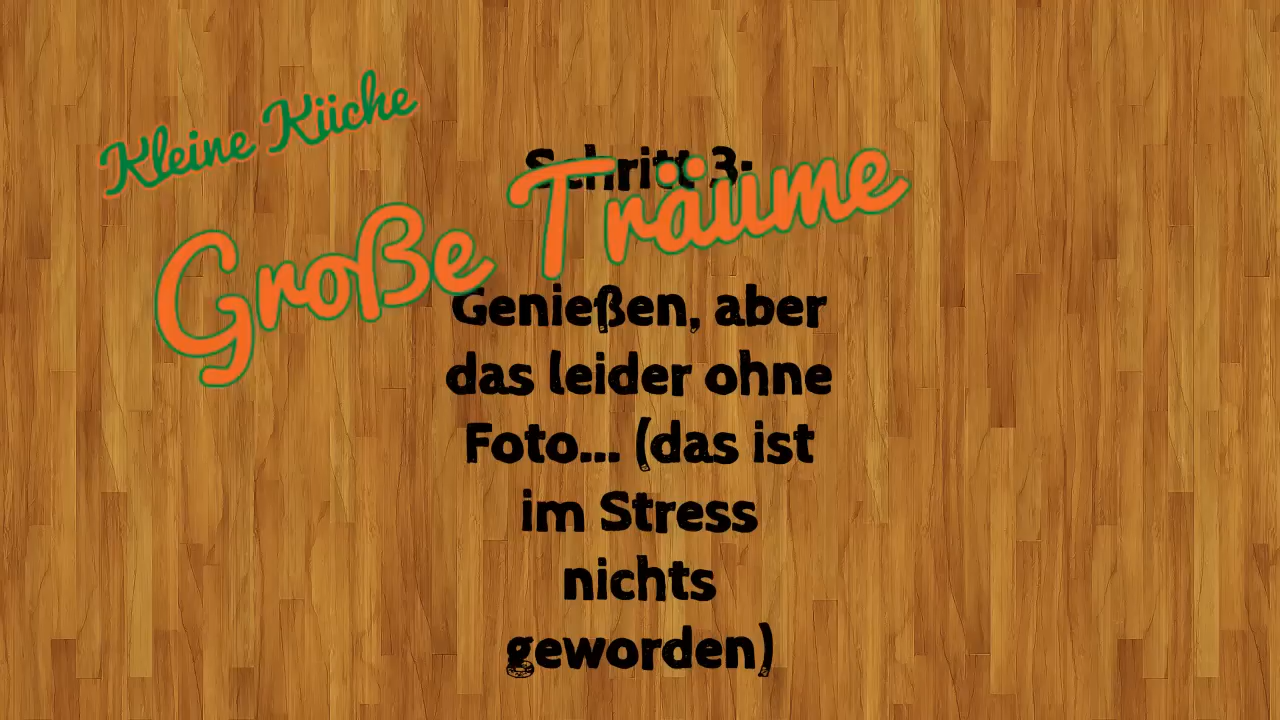 Kleine Küche
Große Träume
Schritt 3:
Genießen, aber
das leider ohne
Foto... (das ist
im Stress
nichts
geworden)